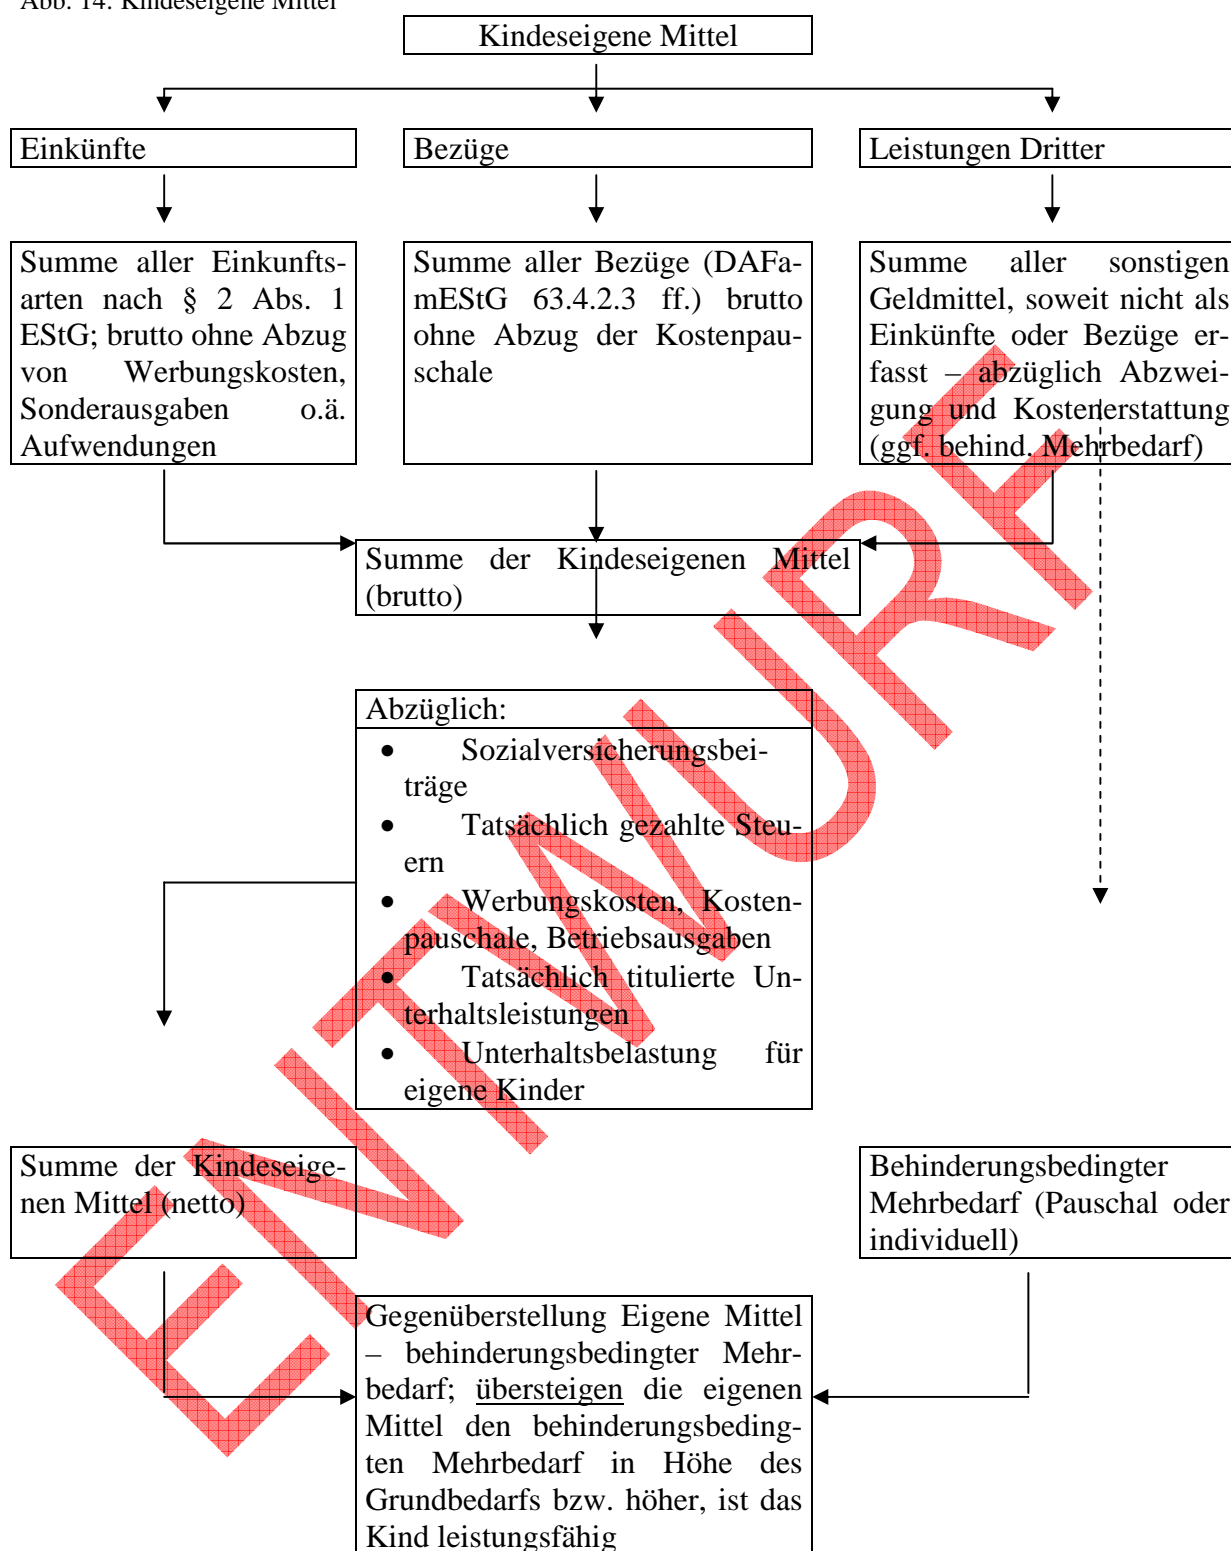 Abb. 14: Kindeseigene Mittel
Kindeseigene Mittel
Einkünfte
Bezüge
Leistungen Dritter
Summe aller Einkunfts-
arten nach § 2 Abs. 1
EStG; brutto ohne Abzug
von Werbungskosten,
Sonderausgaben o.ä.
Aufwendungen
Summe aller Bezüge (DAFa-
mEStG 63.4.2.3 ff.) brutto
ohne Abzug der Kostenpau-
schale
Summe aller sonstigen
Geldmittel, soweit nicht als
Einkünfte oder Bezüge er-
fasst – abzüglich Abzwei-
gung und Kostenerstattung
(ggf. behind. Mehrbedarf)
Summe der Kindeseigenen Mittel
(brutto)
Abzüglich:
• Sozialversicherungsbei-
träge
• Tatsächlich gezahlte Steu-
ern
• Werbungskosten, Kosten-
pauschale, Betriebsausgaben
• Tatsächlich titulierte Un-
terhaltsleistungen
• Unterhaltsbelastung für
eigene Kinder
Summe der Kindeseige-
nen Mittel (netto)
Behinderungsbedingter
Mehrbedarf (Pauschal oder
individuell)
Gegenüberstellung Eigene Mittel
– behinderungsbedingter Mehr-
bedarf; übersteigen die eigenen
Mittel den behinderungsbeding-
ten Mehrbedarf in Höhe des
Grundbedarfs bzw. höher, ist das
Kind leistungsfähig
ENTWURF